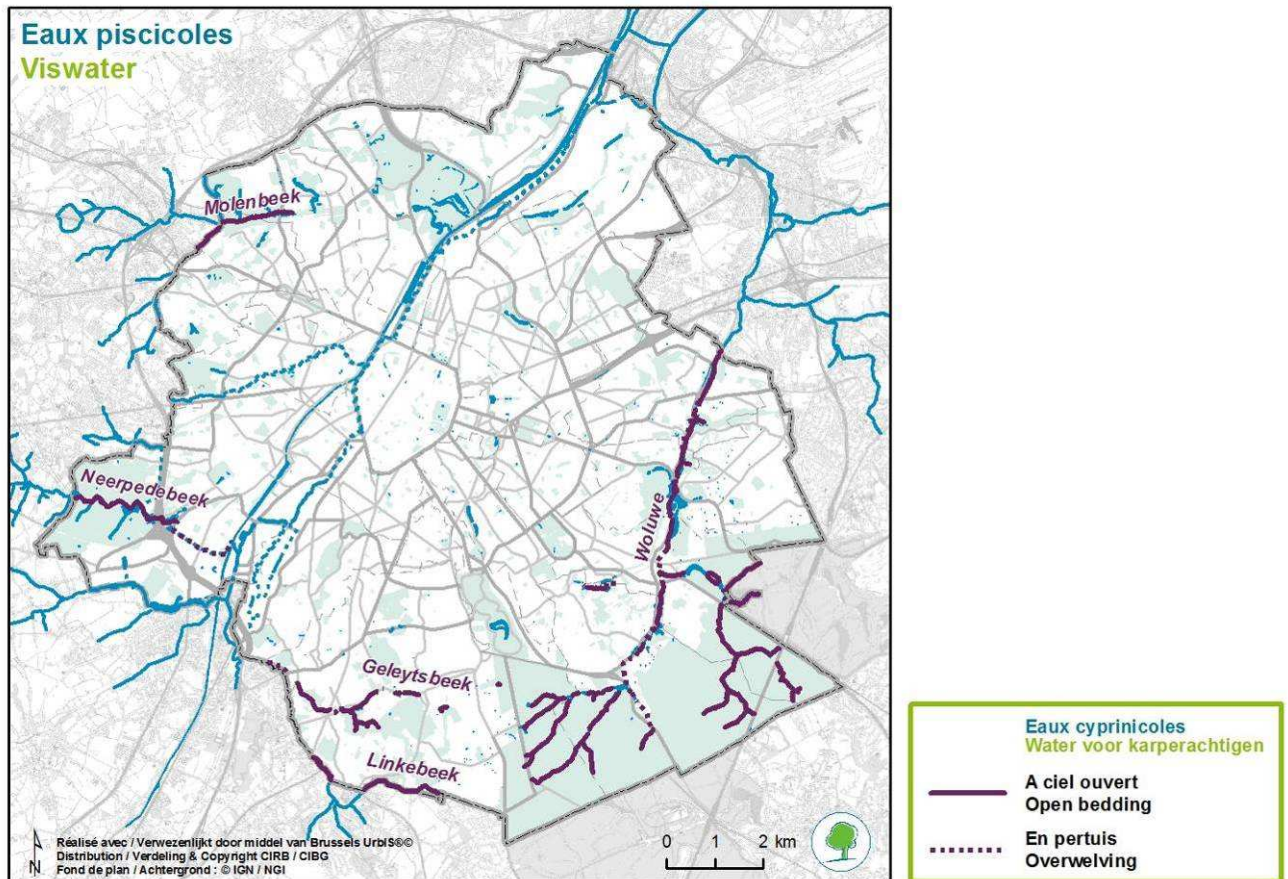 Eaux piscicoles
Viswater
Molenbeek
Neerpedebeek
Woluwe
Geleytsbeek
Linkebeek
Réalisé avec / Verwezenlijkt door middel van Brussels UrbIS®©
Distribution / Verdeling & Copyright CIRB / CIBG
Fond de plan / Achtergrond : © IGN / NGI
N
0 1 2 km
Eaux cyprinicoles
Water voor karperachtigen
A ciel ouvert
Open bedding
En pertuis
Overwelving